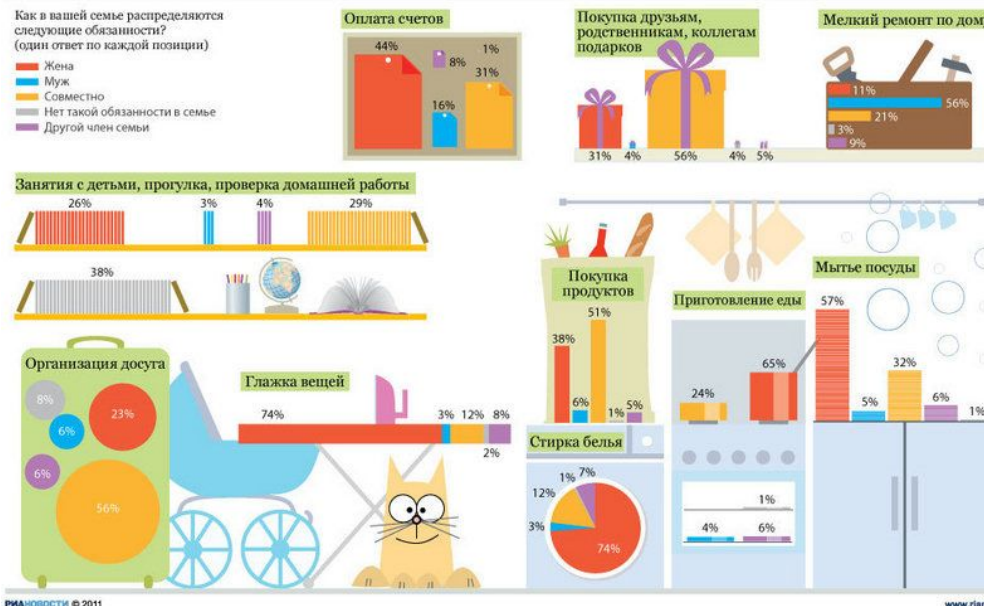 Как в вашей семье распределяются
следующие обязанности?
(один ответ по каждой позиции)
Жена
Муж
Совместно
Нет такой обязанности в семье
Другой член семьи
Оплата счетов
44%
8%
1%
31%
16%
Покупка друзьям,
родственникам, коллегам
подарков
31% 4% 56% 4% 5%
Мелкий ремонт по дому
11%
56%
21%
3%
9%
Занятия с детьми, прогулка, проверка домашней работы
26% 3% 4% 29%
38%
Организация досуга
8%
23%
6%
6%
56%
Глажка вещей
74% 3% 12% 8%
2%
Покупка
продуктов
51%
38%
6%
1%
5%
Стирка белья
1% 7%
12%
3%
74%
Приготовление еды
65%
24%
1%
4% 6%
Мытье посуды
57%
32%
5%
6%
1%
РИАНОВОСТИ © 2011